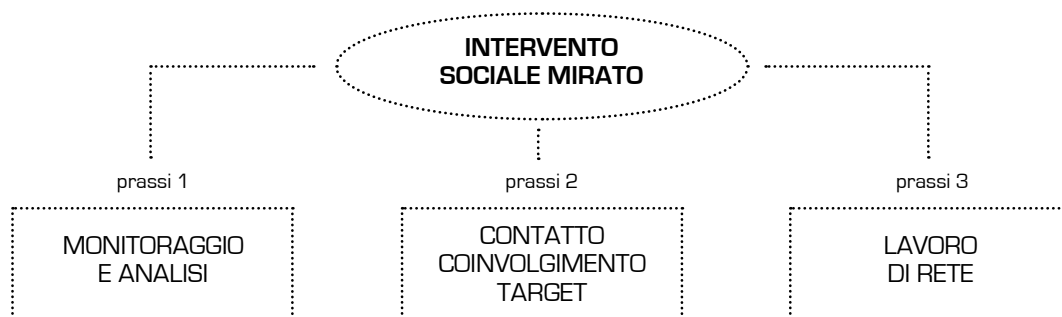 INTERVENTO
SOCIALE MIRATO
prassi 1
prassi 2
prassi 3
MONITORAGGIO
E ANALISI
CONTATTO
COINVOLGIMENTO
TARGET
LAVORO
DI RETE